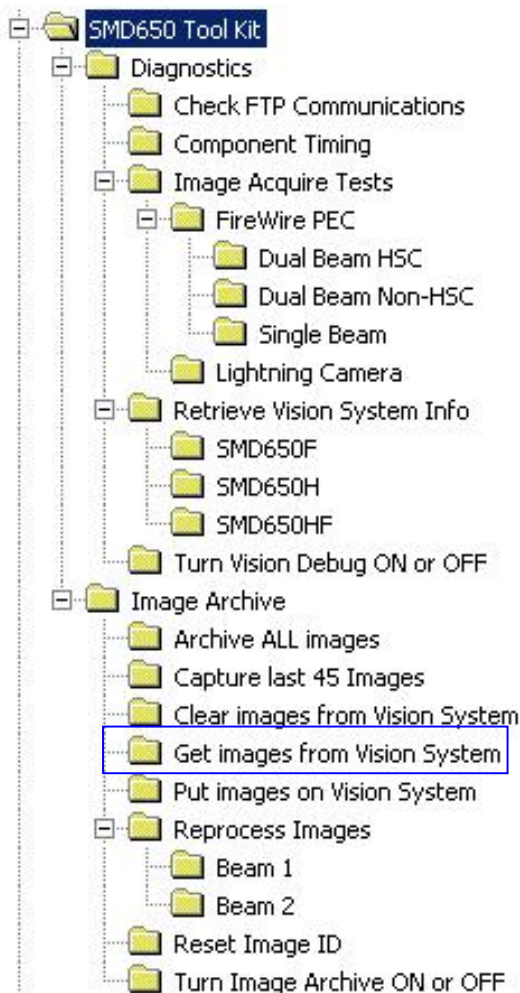 SMD650 Tool Kit
Diagnostics
Check FTP Communications
Component Timing
Image Acquire Tests
FireWire PEC
Dual Beam HSC
Dual Beam Non-HSC
Single Beam
Lightning Camera
Retrieve Vision System Info
SMD650F
SMD650H
SMD650HF
Turn Vision Debug ON or OFF
Image Archive
Archive ALL images
Capture last 45 Images
Clear images from Vision System
Get images from Vision System
Put images on Vision System
Reprocess Images
Beam 1
Beam 2
Reset Image ID
Turn Image Archive ON or OFF